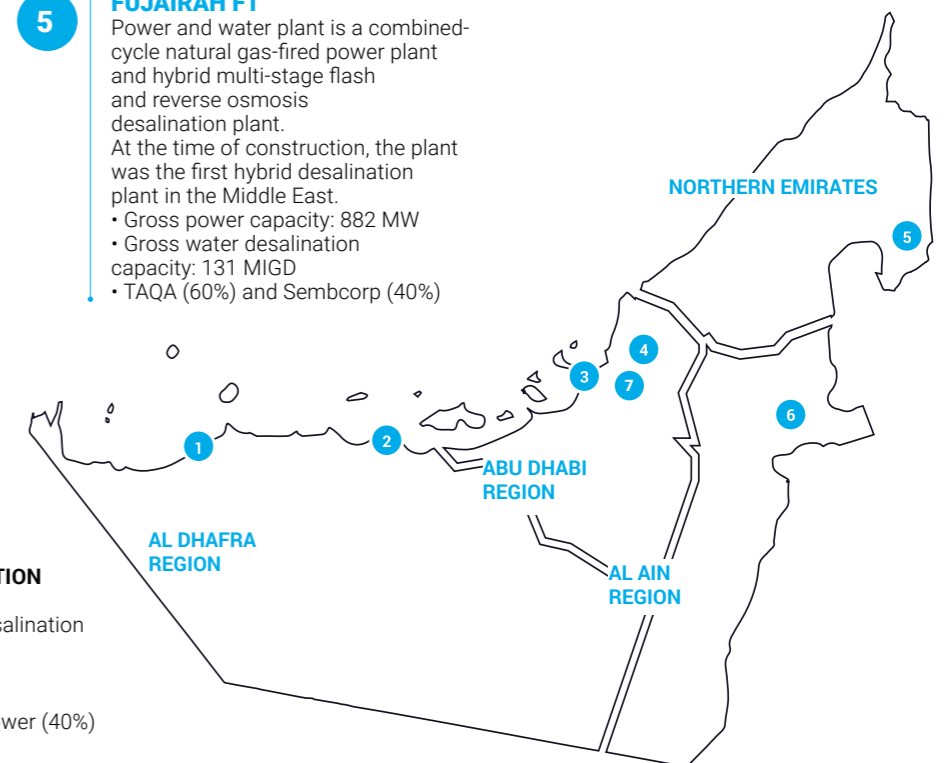 5
FUJAIRAH F1
Power and water plant is a combined-
cycle natural gas-fired power plant
and hybrid multi-stage flash
and reverse osmosis
desalination plant.
At the time of construction, the plant
was the first hybrid desalination
plant in the Middle East.
• Gross power capacity: 882 MW
• Gross water desalination
capacity: 131 MIGD
• TAQA (60%) and Sembcorp (40%)
NORTHERN EMIRATES
5
4
3
7
6
2
1
ABU DHABI
REGION
AL DHAFRA
REGION
AL AIN
REGION
TION
salination
wer (40%)